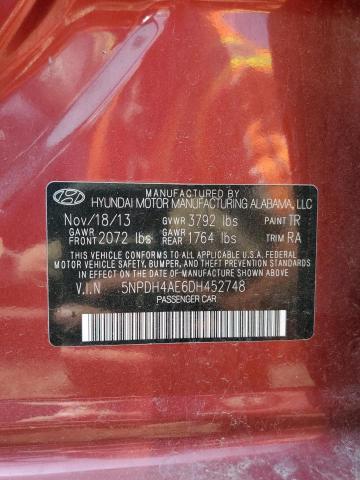 MANUFACTURED BY
HYUNDAI MOTOR MANUFACTURING ALABAMA, LLC
Nov/18/13 GVWR 3792 lbs PAINT TR
GAWR FRONT 2072 lbs GAWR REAR 1764 lbs TRIM RA
THIS VEHICLE CONFORMS TO ALL APPLICABLE U.S.A FEDERAL
MOTOR VEHICLE SAFETY, BUMPER, AND THEFT PREVENTION
STANDARDS IN EFFECT ON THE DATE OF MANUFACTURE SHOWN ABOVE.
V.I.N 5NPDH4AE6DH452748
PASSENGER CAR